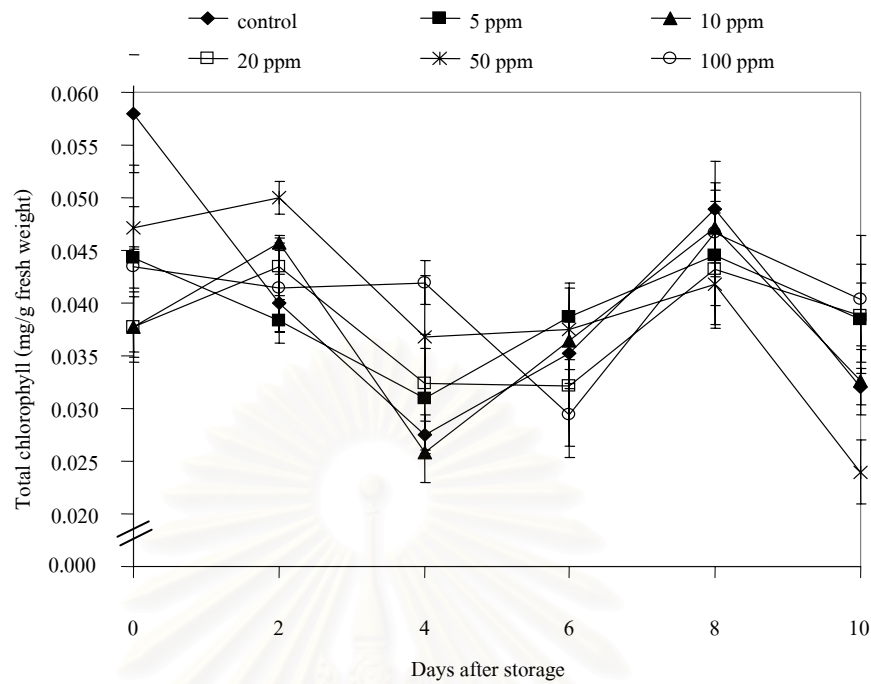 control 5 ppm 10 ppm
20 ppm 50 ppm 100 ppm
Total chlorophyll (mg/g fresh weight)
0.060
0.055
0.050
0.045
0.040
0.035
0.030
0.025
0.020
0.000
0 2 4 6 8 10
Days after storage